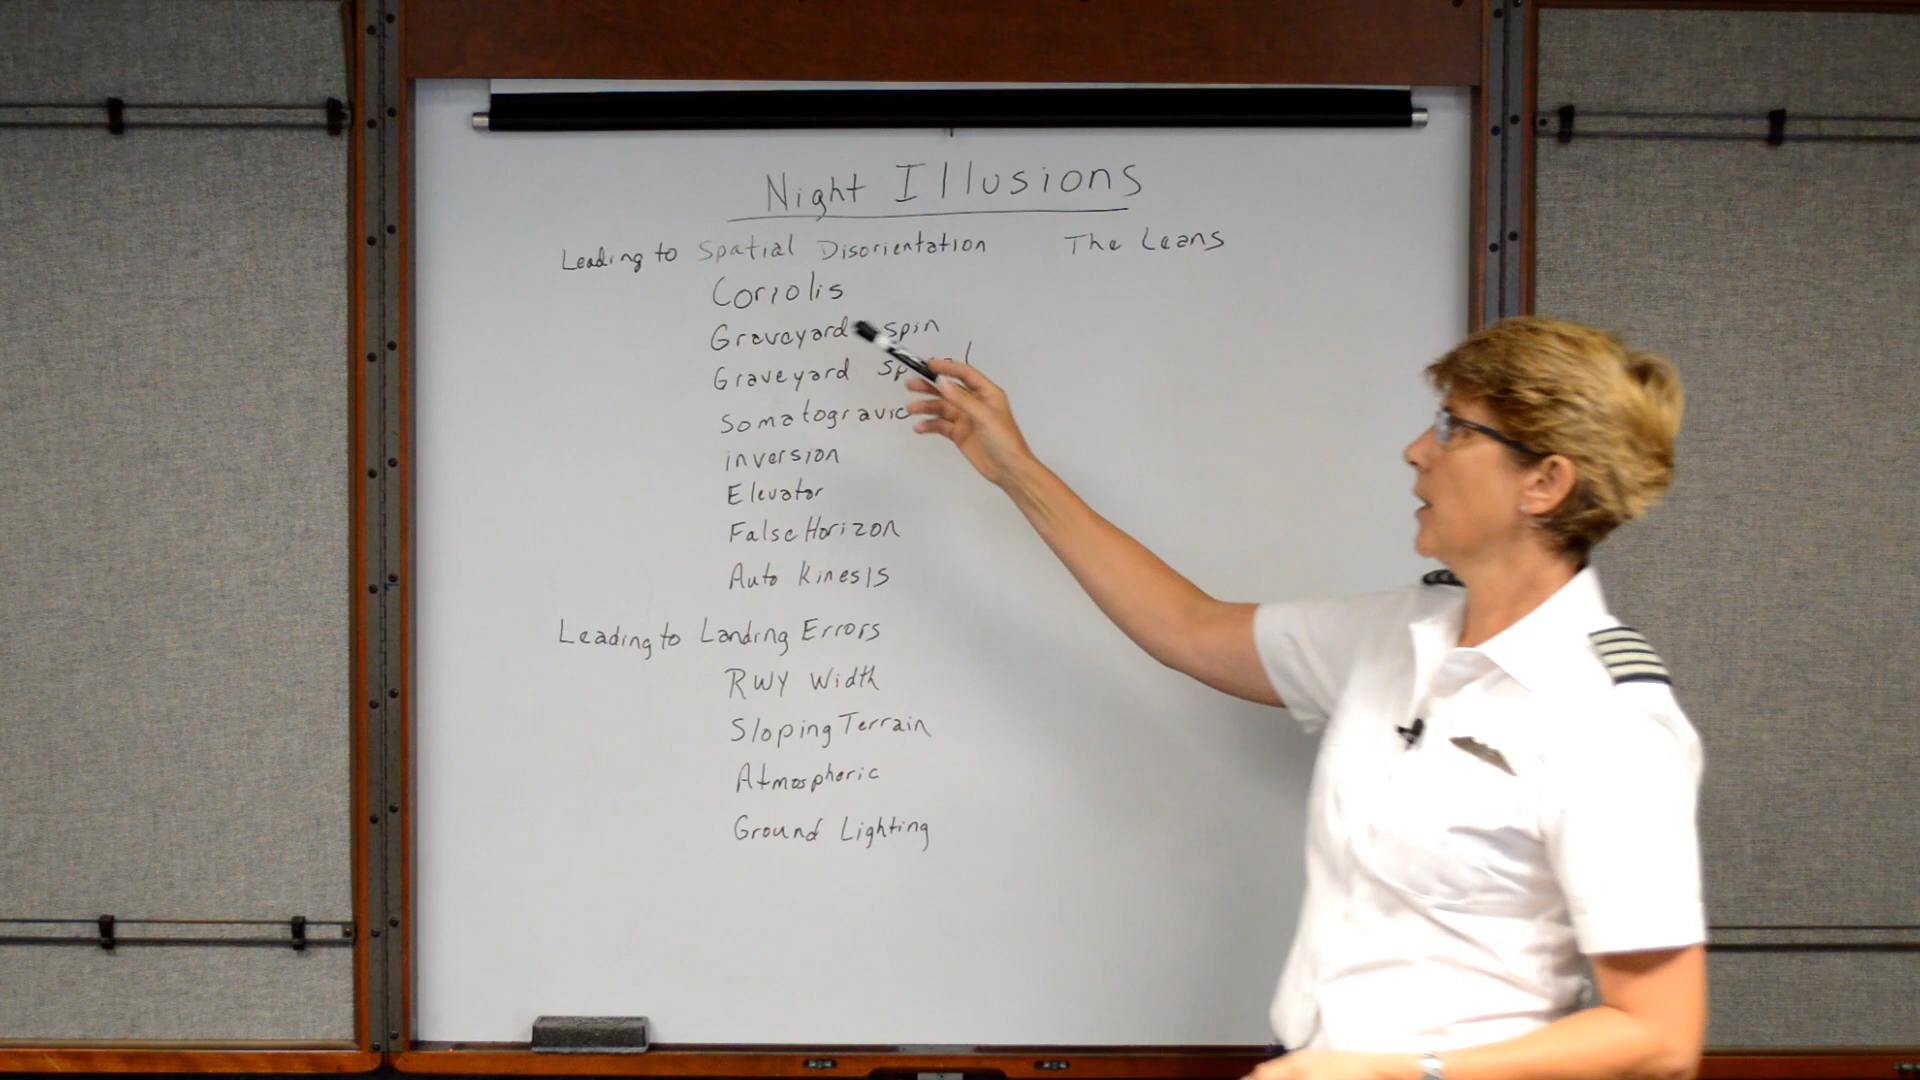 Night Illusions
Leading to Spatial Disorientation The Leans
Coriolis
Graveyard spin
Graveyard
Somatogravic
inversion
Elevator
False Horizon
Auto Kinesis
Leading to Landing Errors
RWY Width
Sloping Terrain
Atmospheric
Ground Lighting